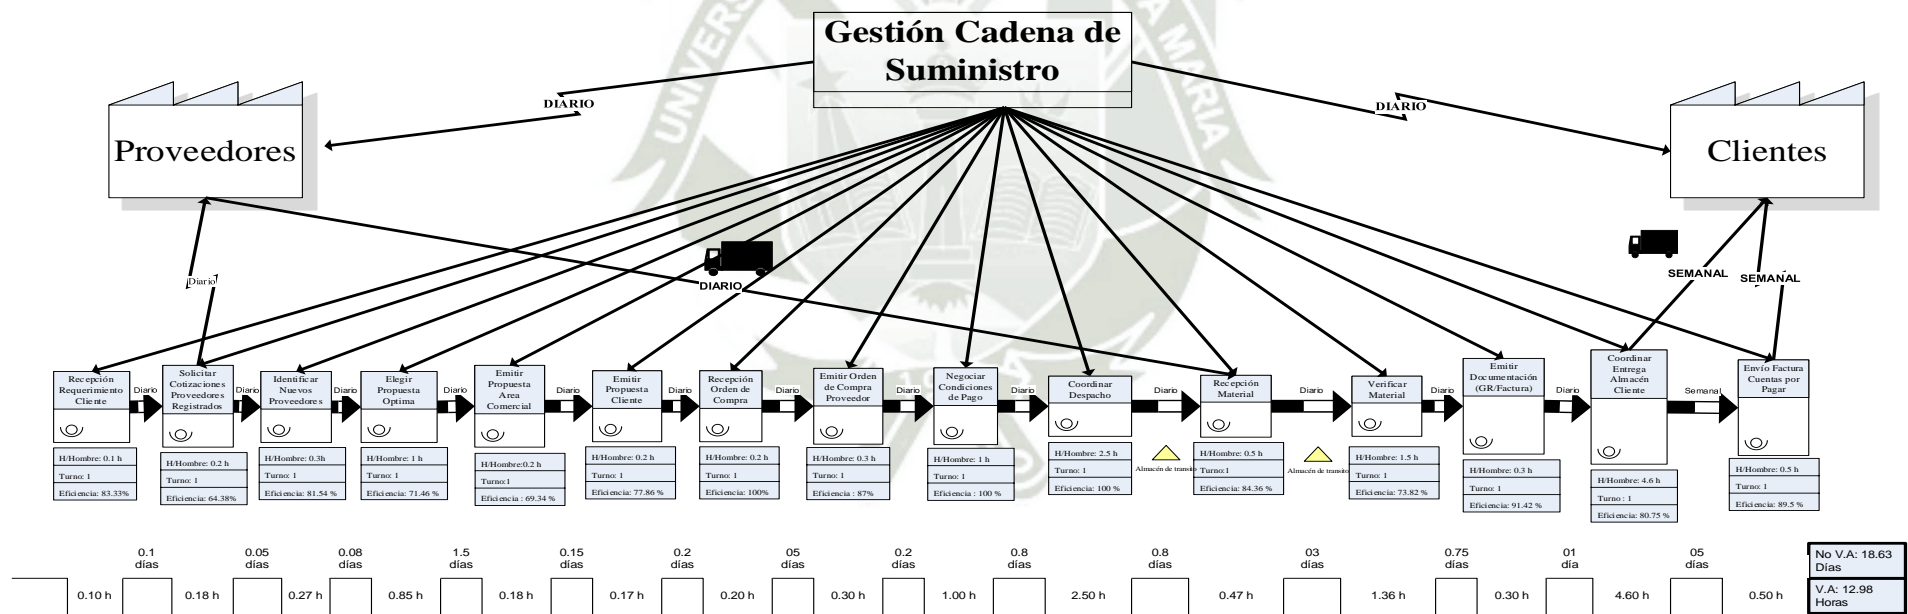 Gestión Cadena de
Suministro
UNIVERS
A MARIA
DIARIO
DIARIO
Proveedores
Clientes
Diario
DIARIO
SEMANAL
SEMANAL
Recepción
Requerimiento
Cliente
H/Hombre: 0.1 h
Turno: 1
Eficiencia: 83.33%
Diario
Solicitar
Cotizaciones
Proveedores
Registrados
H/Hombre: 0.2 h
Turno: 1
Eficiencia: 64.38%
Diario
Identificar
Nuevos
Proveedores
H/Hombre: 0.3h
Turno: 1
Eficiencia: 81.54 %
Diario
Elegir
Propuesta
Optima
H/Hombre: 1 h
Turno: 1
Eficiencia: 71.46 %
Diario
Emitir
Propuesta
Area
Comercial
H/Hombre:0.2 h
Turno:1
Eficiencia : 69.34 %
Diario
Emitir
Propuesta
Cliente
H/Hombre: 0.2 h
Turno: 1
Eficiencia: 77.86 %
Diario
Recepción
Orden de
Compra
H/Hombre: 0.2 h
Turno: 1
Eficiencia: 100%
Diario
Emitir Orden
de Compra
Proveedor
H/Hombre: 0.3 h
Turno: 1
Eficiencia : 87%
Diario
Negociar
Condiciones
de Pago
H/Hombre: 1 h
Turno: 1
Eficiencia : 100 %
Diario
Coordinar
Despacho
H/Hombre: 2.5 h
Turno: 1
Eficiencia: 100 %
Diario
Almacén de transito
Recepción
Material
H/Hombre: 0.5 h
Turno:1
Eficiencia: 84.36 %
Diario
Almacén de transito
Verificar
Material
H/Hombre: 1.5 h
Turno: 1
Eficiencia: 73.82 %
Diario
Emitir
Documentación
(GR/Factura)
H/Hombre: 0.3 h
Turno: 1
Eficiencia: 91.42 %
Diario
Coordinar
Entrega
Almacén
Cliente
H/Hombre: 4.6 h
Turno : 1
Eficiencia: 80.75 %
Semanal
Envío Factura
Cuentas por
Pagar
H/Hombre: 0.5 h
Turno: 1
Eficiencia: 89.5 %
0.1 días
0.05 días
0.08 días
1.5 días
0.15 días
0.2 días
05 días
0.2 días
0.8 días
0.8 días
03 días
0.75 días
01 día
05 días
No V.A: 18.63
Días
0.10 h
0.18 h
0.27 h
0.85 h
0.18 h
0.17 h
0.20 h
0.30 h
1.00 h
2.50 h
0.47 h
1.36 h
0.30 h
4.60 h
0.50 h
V.A: 12.98
Horas